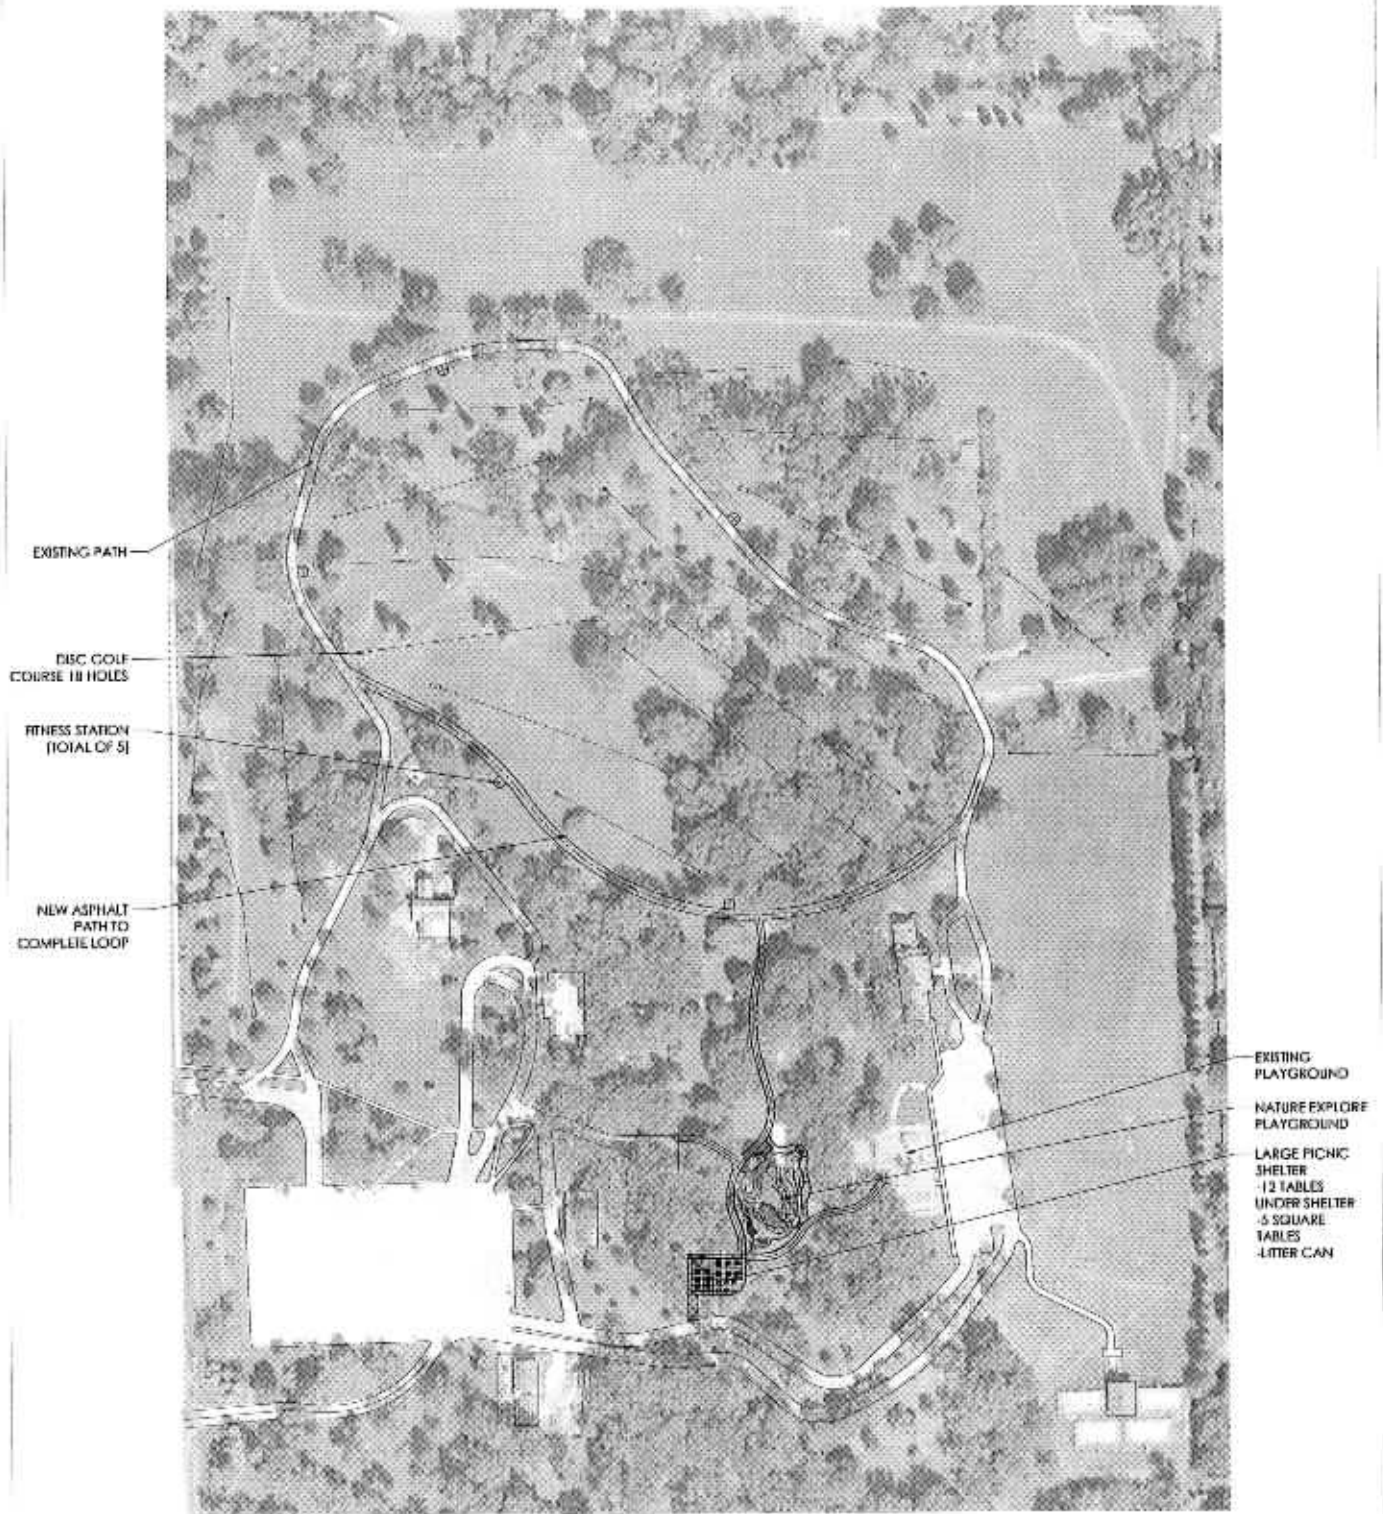 EXISTING PATH
DISC GOLF
COURSE 18 HOLES
FITNESS STATION
(TOTAL OF 5)
NEW ASPHALT
PATH TO
COMPLETE LOOP
EXISTING
PLAYGROUND
NATURE EXPLORE
PLAYGROUND
LARGE PICNIC
SHELTER
-12 TABLES
UNDER SHELTER
-5 SQUARE
TABLES
-LITTER CAN